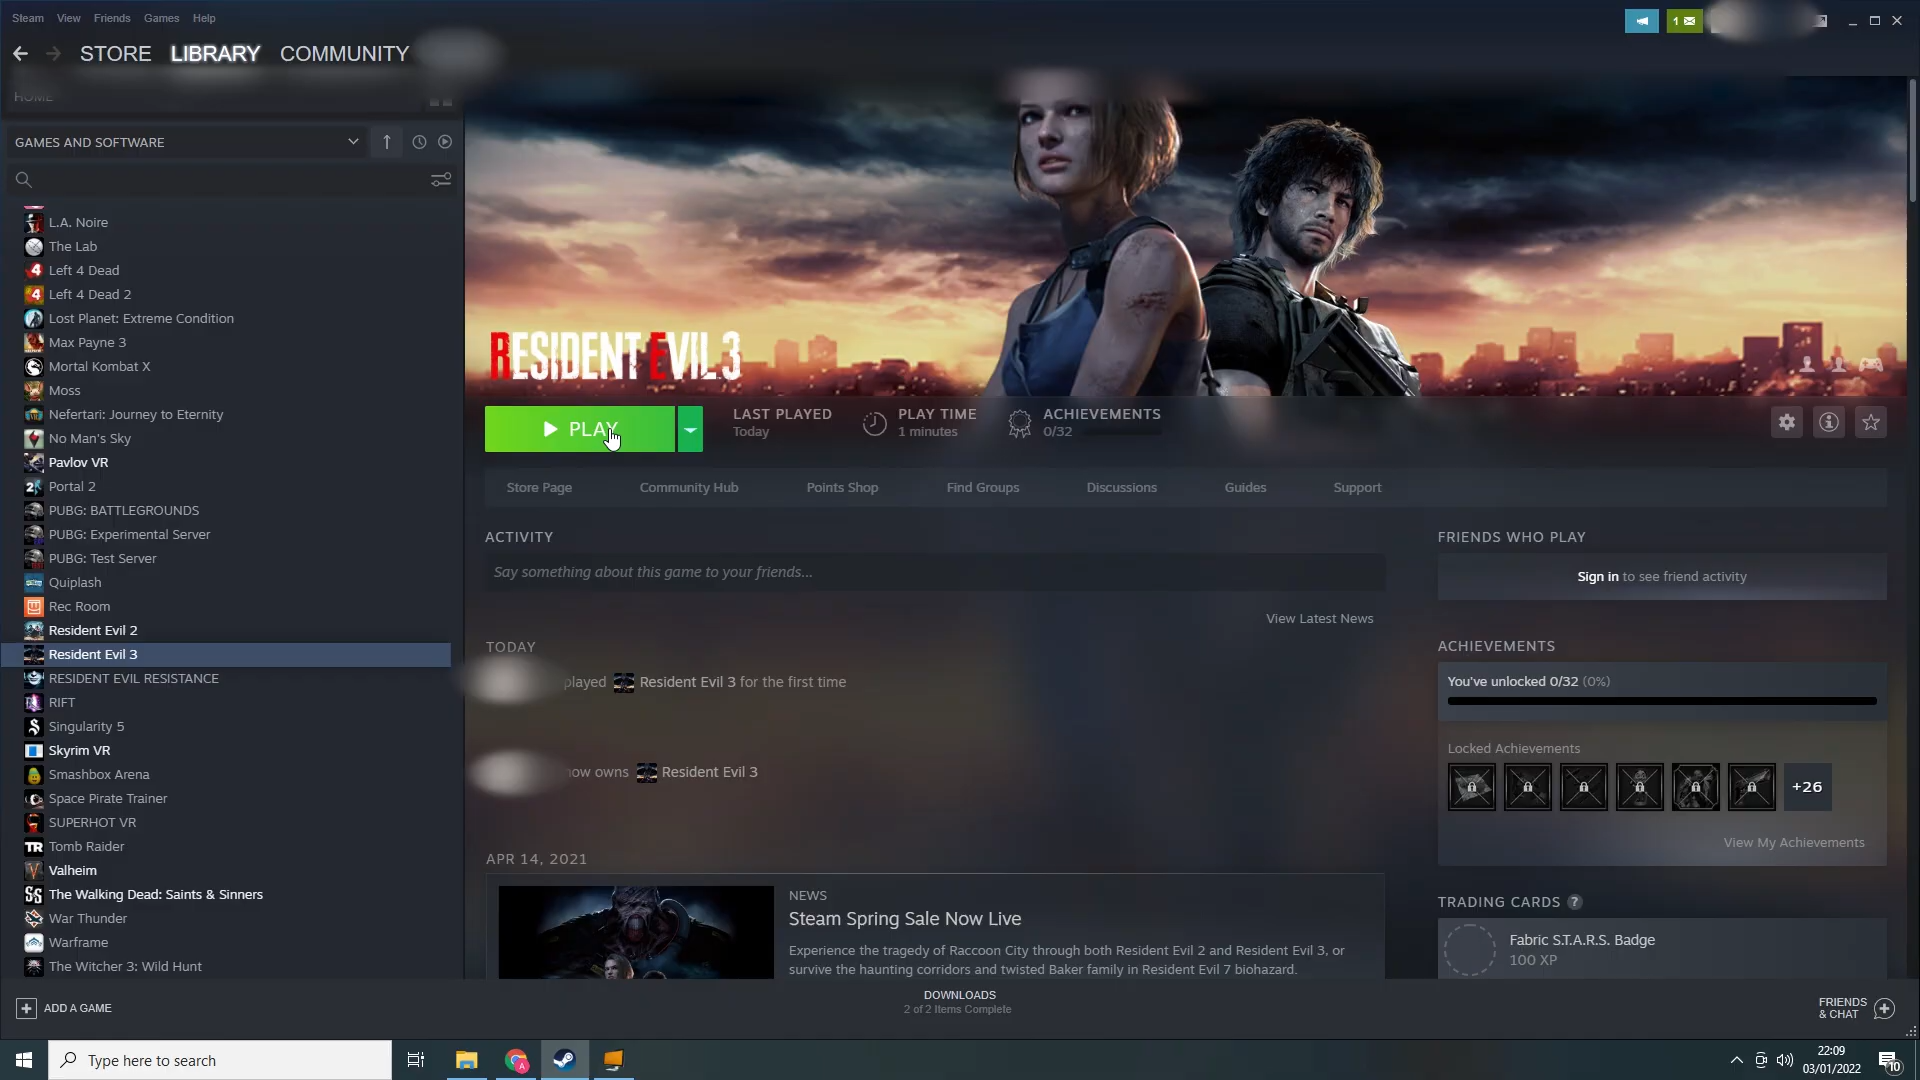 Steam View Friends Games Help
1
STORE LIBRARY COMMUNITY
HOME
GAMES AND SOFTWARE
L.A. Noire
The Lab
Left 4 Dead
Left 4 Dead 2
Lost Planet: Extreme Condition
Max Payne 3
Mortal Kombat X
Moss
Nefertari: Journey to Eternity
No Man's Sky
Pavlov VR
Portal 2
PUBG: BATTLEGROUNDS
PUBG: Experimental Server
PUBG: Test Server
Quiplash
Rec Room
Resident Evil 2
Resident Evil 3
RESIDENT EVIL RESISTANCE
RIFT
Singularity 5
Skyrim VR
Smashbox Arena
Space Pirate Trainer
SUPERHOT VR
Tomb Raider
Valheim
The Walking Dead: Saints & Sinners
War Thunder
Warframe
The Witcher 3: Wild Hunt
ADD A GAME
RESIDENT EVIL 3
PLAY
LAST PLAYED
Today
PLAY TIME
1 minutes
ACHIEVEMENTS
0/32
Store Page Community Hub Points Shop Find Groups Discussions Guides Support
ACTIVITY
Say something about this game to your friends...
View Latest News
TODAY
played Resident Evil 3 for the first time
now owns Resident Evil 3
APR 14, 2021
NEWS
Steam Spring Sale Now Live
Experience the tragedy of Raccoon City through both Resident Evil 2 and Resident Evil 3, or
survive the haunting corridors and twisted Baker family in Resident Evil 7 biohazard.
FRIENDS WHO PLAY
Sign in to see friend activity
ACHIEVEMENTS
You've unlocked 0/32 (0%)
Locked Achievements
+26
View My Achievements
TRADING CARDS ?
Fabric S.T.A.R.S. Badge
100 XP
DOWNLOADS
2 of 2 Items Complete
FRIENDS
& CHAT
Type here to search
22:09
03/01/2022
10